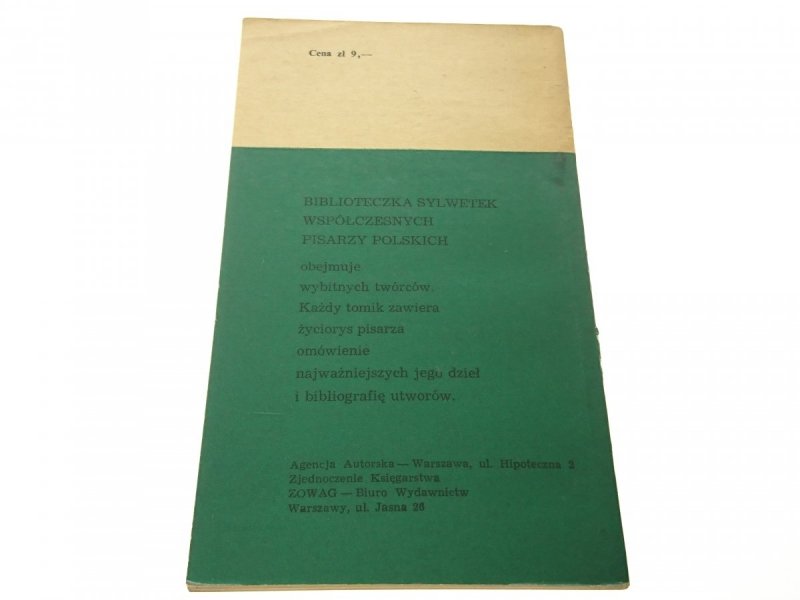 Cena zł 9,—
BIBLIOTECZKA SYLWETEK
WSPÓŁCZESNYCH
PISARZY POLSKICH
obejmuje
wybitnych twórców.
Każdy tomik zawiera
życiorys pisarza
omówienie
najważniejszych jego dzieł
i bibliografię utworów.
Agencja Autorska — Warszawa, ul. Hipoteczna 2
Zjednoczenie Księgarstwa
ZOWAG — Biuro Wydawnictw
Warszawy, ul. Jasna 26